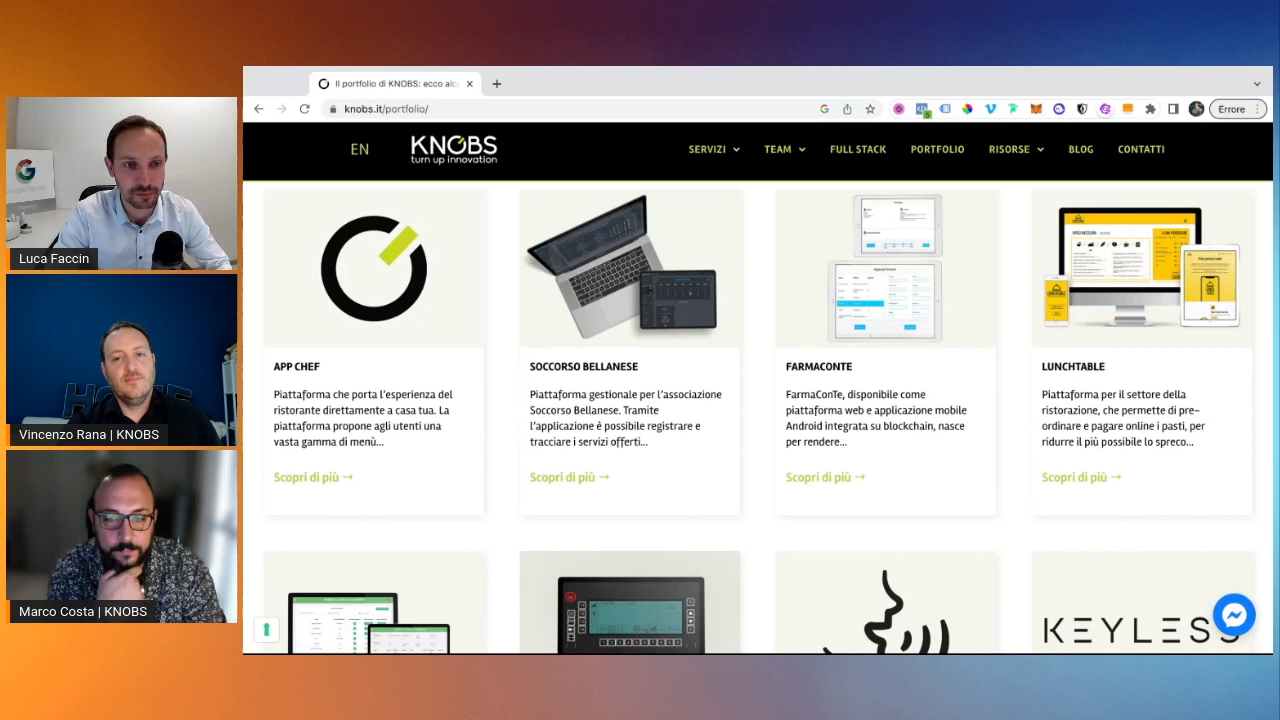 Luca Faccin
Vincenzo Rana | KNOBS
Marco Costa | KNOBS
Il portfolio di KNOBS: ecco alc
knobs.it/portfolio/
Errore
EN
KNOBS
turn up innovation
SERVIZI
TEAM
FULL STACK
PORTFOLIO
RISORSE
BLOG
CONTATTI
APP CHEF
Piattaforma che porta l'esperienza del
ristorante direttamente a casa tua. La
piattaforma propone agli utenti una
vasta gamma di menù...
Scopri di più →
SOCCORSO BELLANESE
Piattaforma gestionale per l'associazione
Soccorso Bellanese. Tramite
l'applicazione è possibile registrare e
tracciare i servizi offerti...
Scopri di più →
FARMACONTE
FarmaConTe, disponibile come
piattaforma web e applicazione mobile
Android integrata su blockchain, nasce
per rendere...
Scopri di più →
LUNCHTABLE
Piattaforma per il settore della
ristorazione, che permette di pre-
ordinare e pagare online i pasti, per
ridurre il più possibile lo spreco...
Scopri di più →
KEYLESS